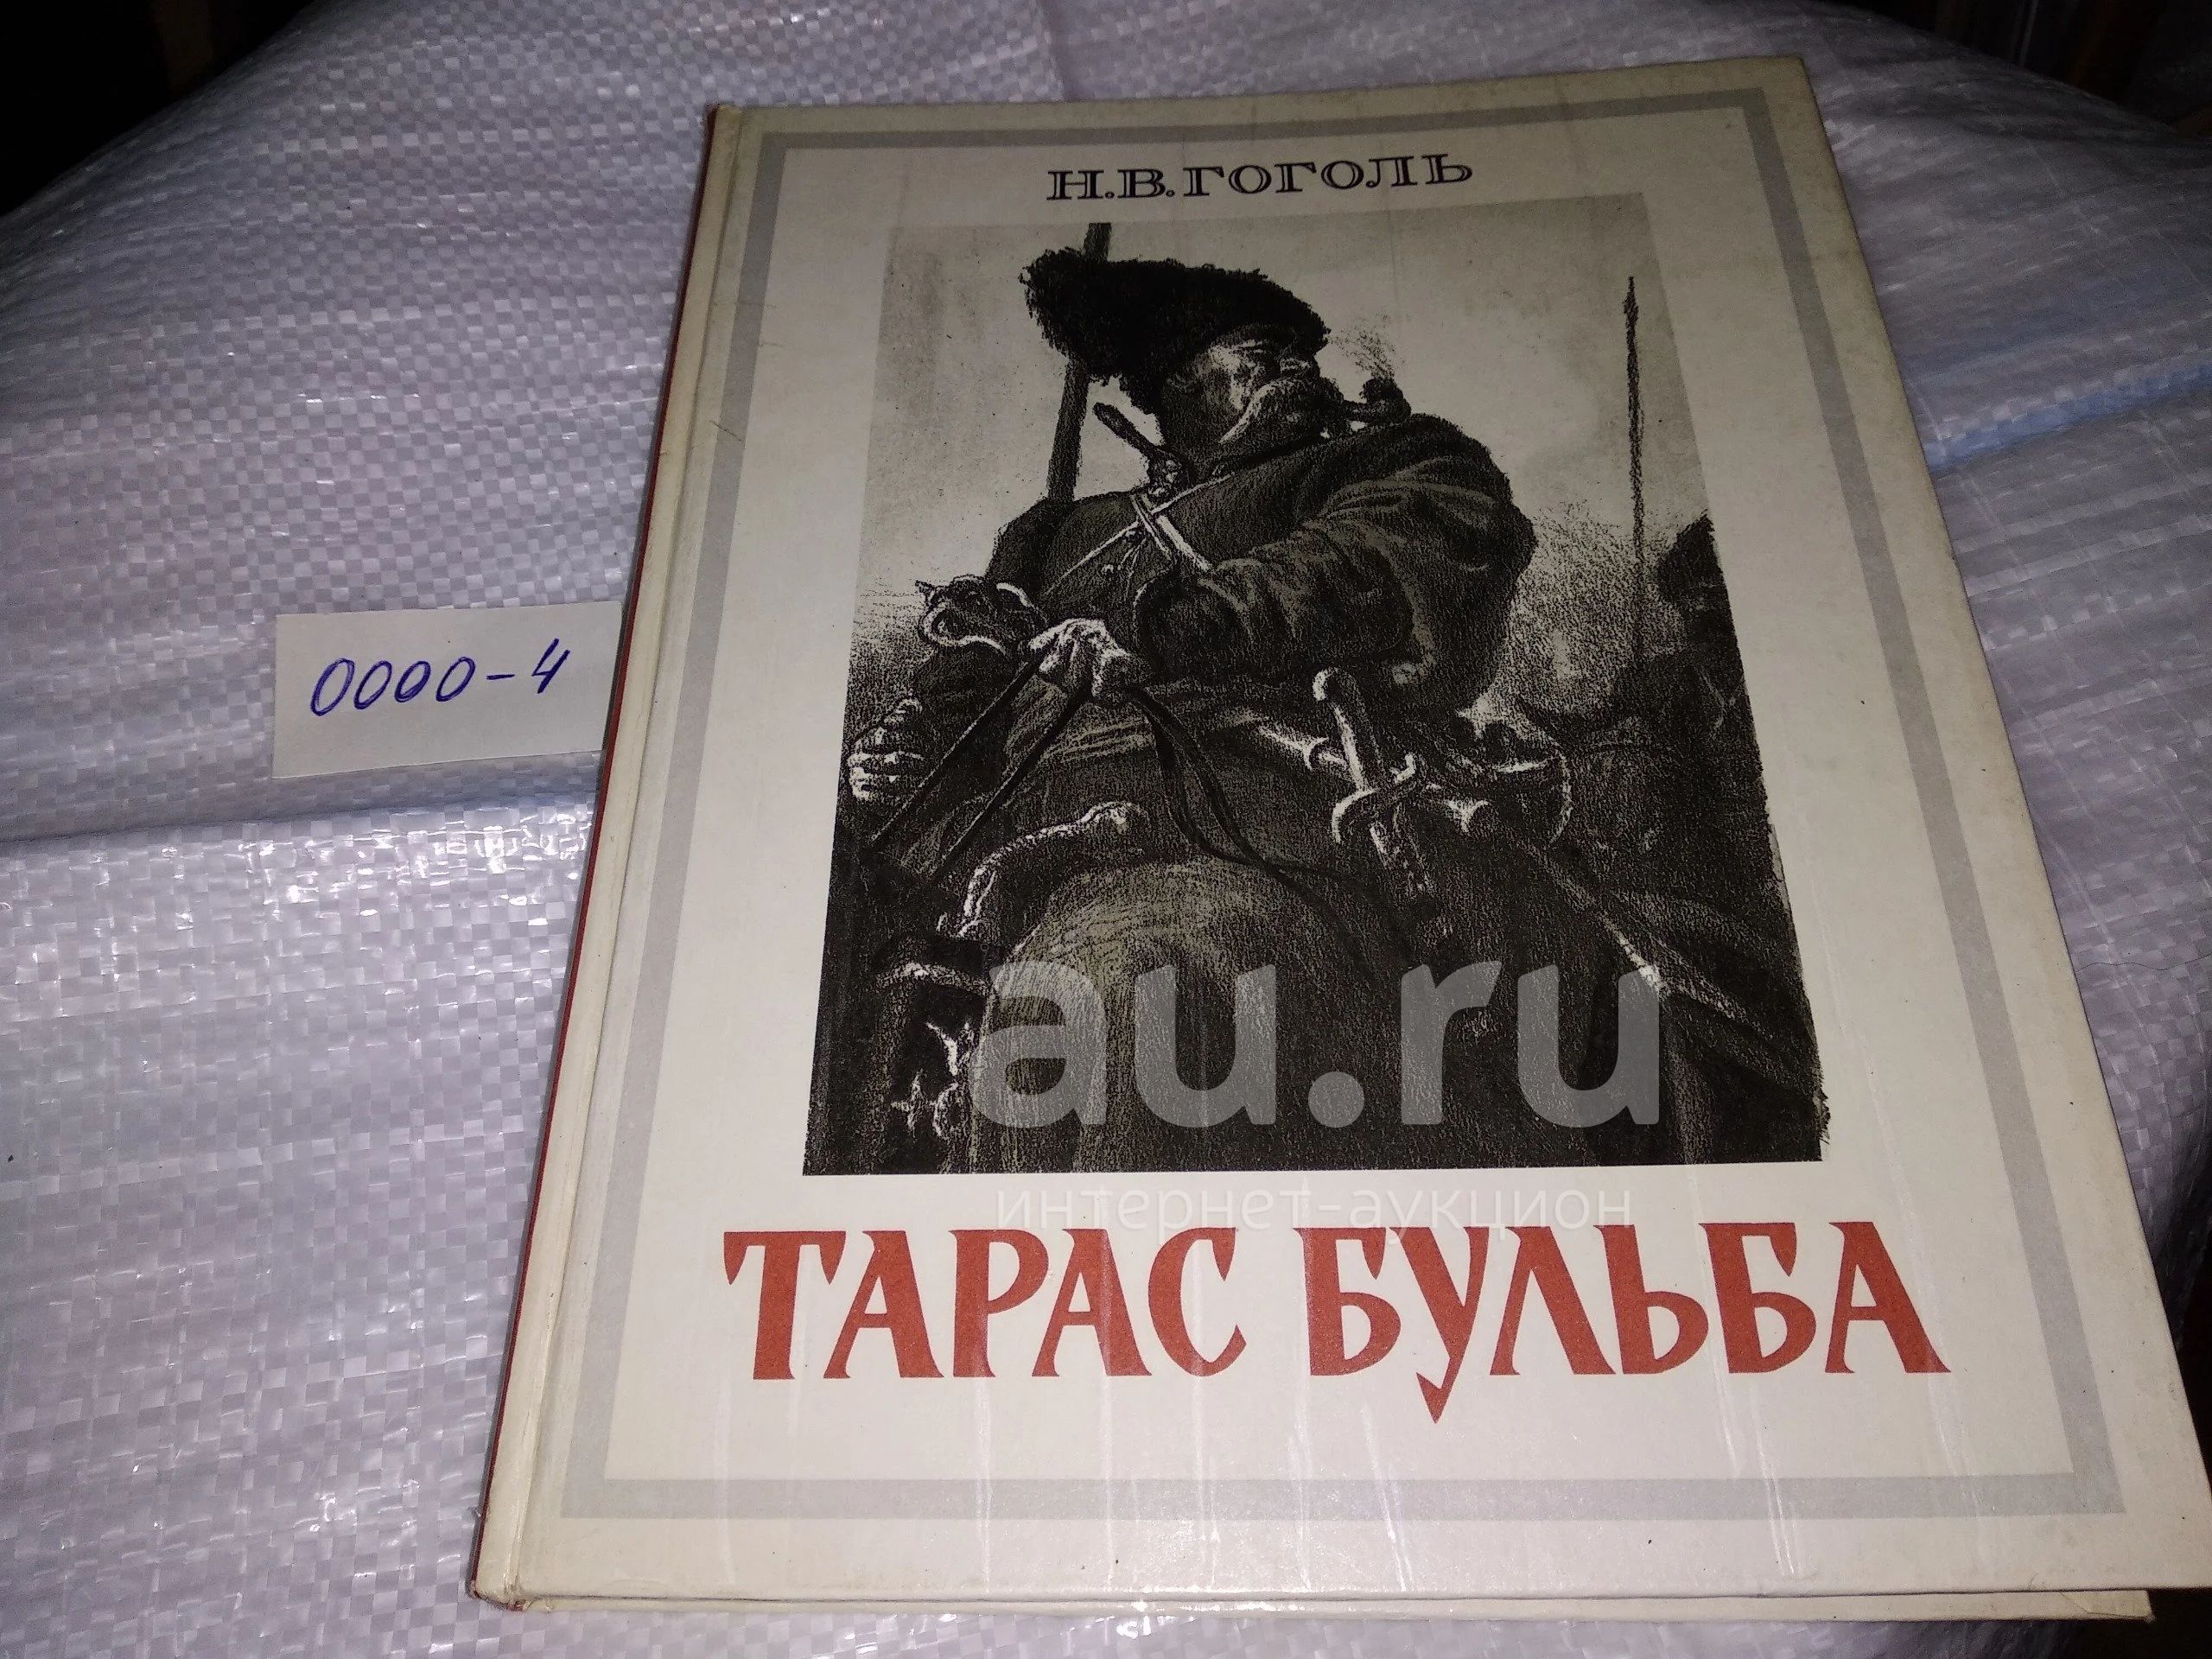 Н.В.ГОГОЛЬ
0000-4
au.ru
интернет-аукцион
ТАРАС БУЛЬБА